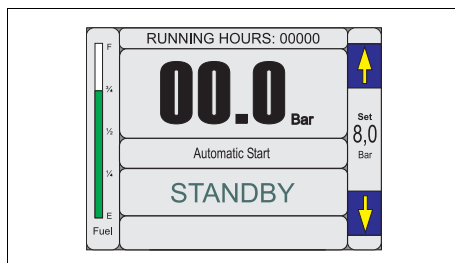 RUNNING HOURS: 00000
F
¾
½
¼
E
Fuel
00.0 Bar
Automatic Start
STANDBY
Set
8,0
Bar